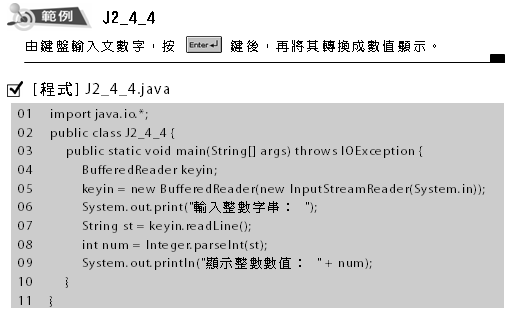 範例 J2_4_4
由鍵盤輸入文數字，按 Enter↵ 鍵後，再將其轉換成數值顯示。
[程式] J2_4_4.java
01 import java.io.*;
02 public class J2_4_4 {
03 public static void main(String[] args) throws IOException {
04 BufferedReader keyin;
05 keyin = new BufferedReader(new InputStreamReader(System.in));
06 System.out.print("輸入整數字串： ");
07 String st = keyin.readLine();
08 int num = Integer.parseInt(st);
09 System.out.println("顯示整數數值： "+ num);
10 }
11 }